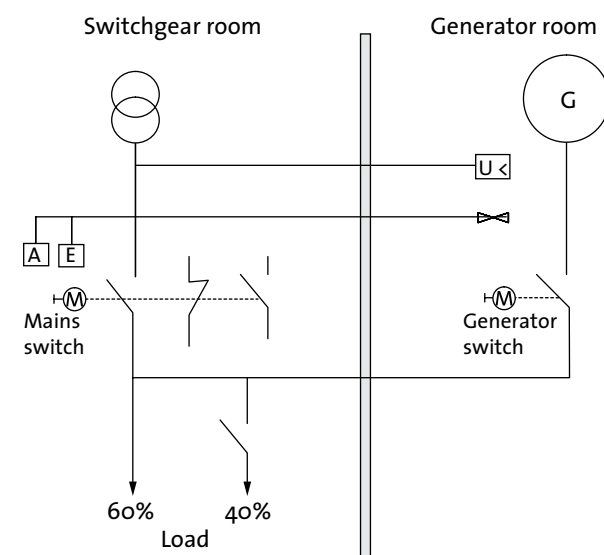 Switchgear room
Generator room
G
U <
A
E
M
M
Mains
switch
Generator
switch
60%
40%
Load